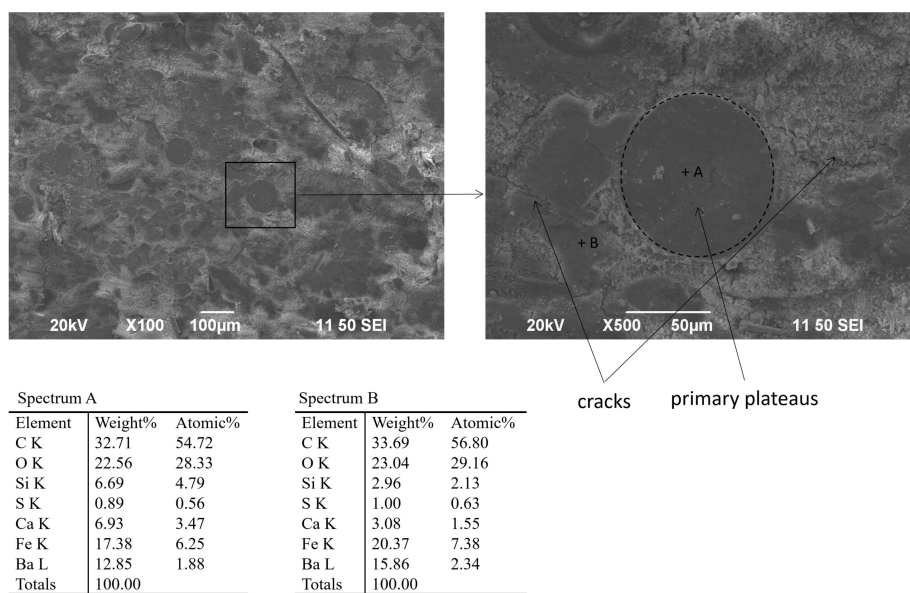 + A
+ B
20kV X100 100µm 11 50 SEI
20kV X500 50µm 11 50 SEI
cracks primary plateaus
Spectrum A
Element Weight% Atomic%
C K 32.71 54.72
O K 22.56 28.33
Si K 6.69 4.79
S K 0.89 0.56
Ca K 6.93 3.47
Fe K 17.38 6.25
Ba L 12.85 1.88
Totals 100.00
Spectrum B
Element Weight% Atomic%
C K 33.69 56.80
O K 23.04 29.16
Si K 2.96 2.13
S K 1.00 0.63
Ca K 3.08 1.55
Fe K 20.37 7.38
Ba L 15.86 2.34
Totals 100.00